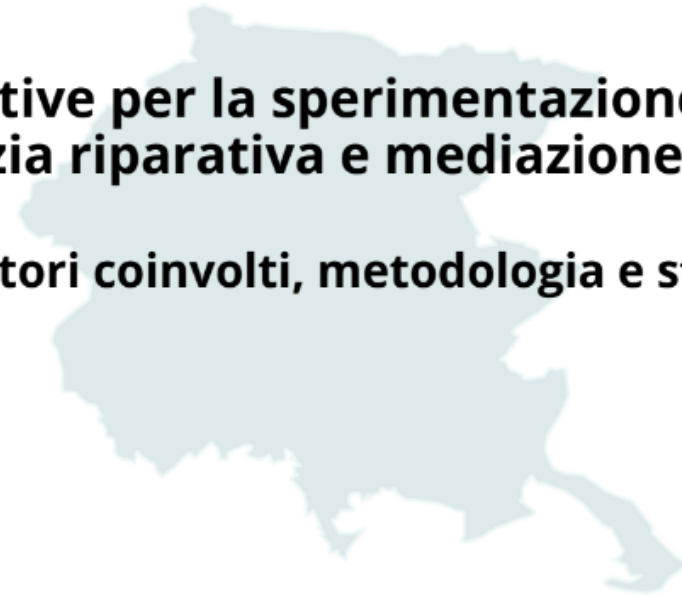 tive per la sperimentazione
zia riparativa e mediazione
tori coinvolti, metodologia e st